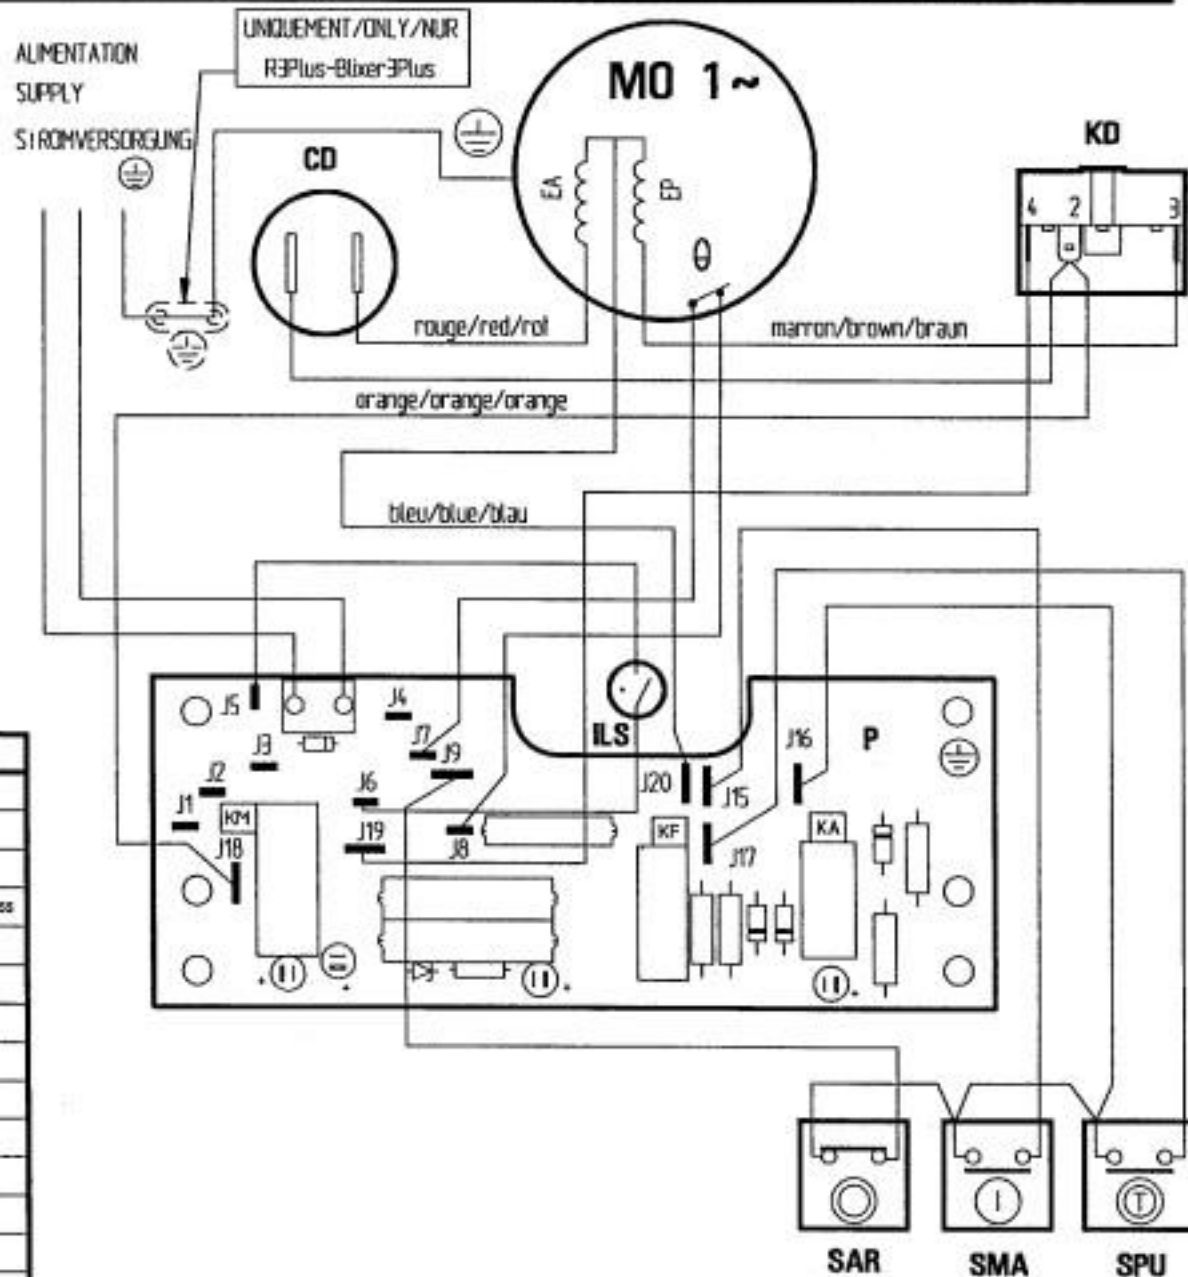 ALIMENTATION
SUPPLY
STROMVERSORGUNG
UNIQUEMENT/ONLY/NUR
R3Plus-Blixer3Plus
MO 1~
EA
EP
CD
KD
4 2 3
rouge/red/rot
marron/brown/braun
orange/orange/orange
bleu/blue/blau
J5
J4
J7
J9
J3
J2
J1
J6
KM
J18
J19
J8
ILS
J20
J15
J16
P
KF
J17
KA
ss
+
+
+
+
+
I
T
SAR
SMA
SPU